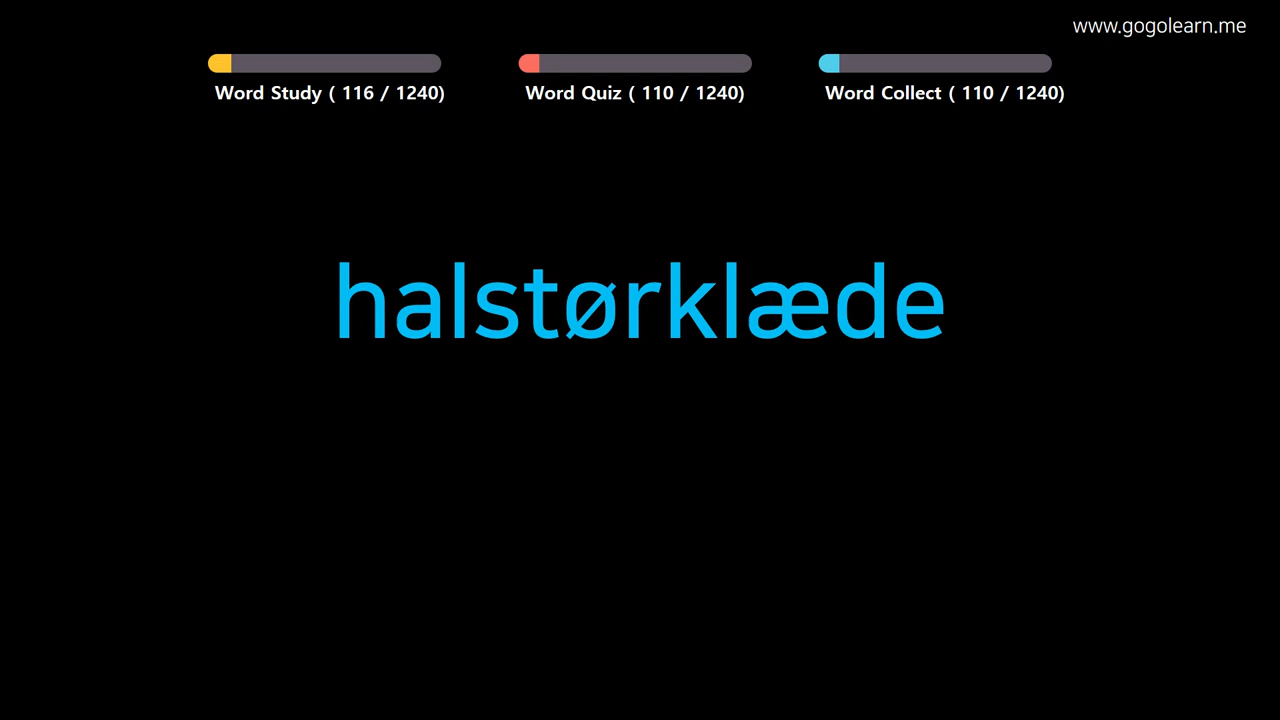 www.gogolearn.me
Word Study ( 116 / 1240)
Word Quiz ( 110 / 1240)
Word Collect ( 110 / 1240)
halstørklæde